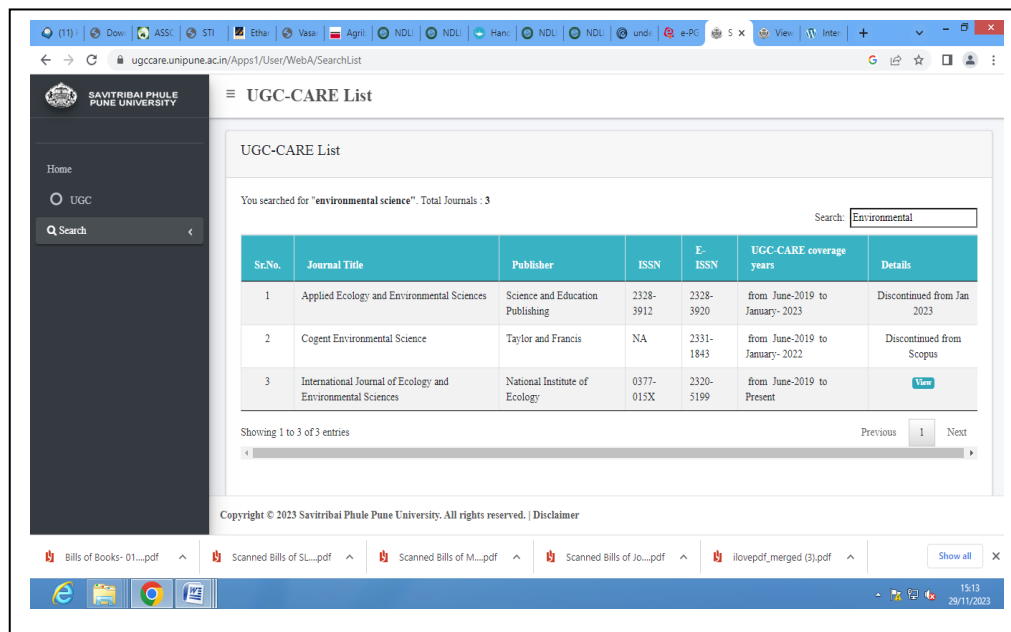 (11) Dow ASSC STI Ethar Vasa Agril NDLI NDLI Hanc NDLI NDLI unde e-PG S View Inter
ugccare.unipune.ac.in/Apps1/User/WebA/SearchList
SAVITRIBAI PHULE
PUNE UNIVERSITY
UGC-CARE List
Home
UGC
Search
UGC-CARE List
You searched for "environmental science". Total Journals : 3
Search: Environmental
Sr.No. Journal Title Publisher ISSN E-ISSN UGC-CARE coverage years Details
1 Applied Ecology and Environmental Sciences Science and Education Publishing 2328-3912 2328-3920 from June-2019 to January- 2023 Discontinued from Jan 2023
2 Cogent Environmental Science Taylor and Francis NA 2331-1843 from June-2019 to January- 2022 Discontinued from Scopus
3 International Journal of Ecology and Environmental Sciences National Institute of Ecology 0377-015X 2320-5199 from June-2019 to Present View
Showing 1 to 3 of 3 entries
Previous 1 Next
Copyright © 2023 Savitribai Phule Pune University. All rights reserved. | Disclaimer
Bills of Books- 01....pdf Scanned Bills of SL....pdf Scanned Bills of M....pdf Scanned Bills of Jo....pdf ilovepdf_merged (3).pdf Show all
15:13
29/11/2023